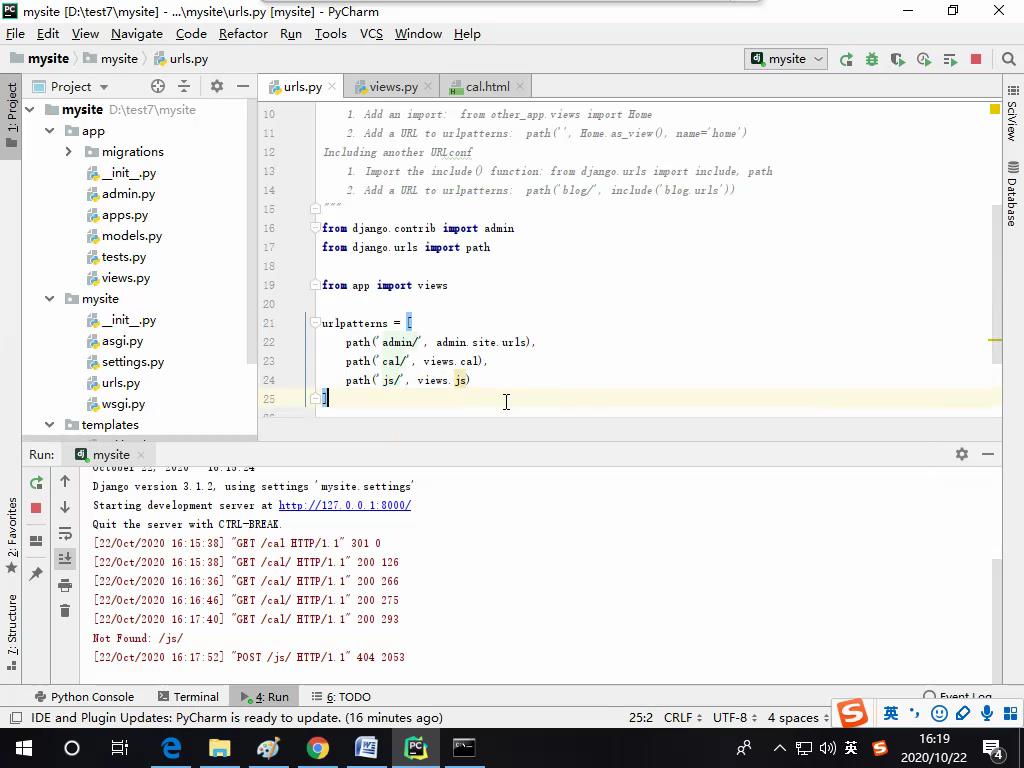 mysite [D:\test7\mysite] - ...\mysite\urls.py [mysite] - PyCharm
File Edit View Navigate Code Refactor Run Tools VCS Window Help
mysite mysite urls.py mysite
1: Project
Project
urls.py views.py cal.html
SciView
Database
mysite D:\test7\mysite
app
migrations
__init__.py
admin.py
apps.py
models.py
tests.py
views.py
mysite
__init__.py
asgi.py
settings.py
urls.py
wsgi.py
templates
10 1. Add an import: from other_app.views import Home
11 2. Add a URL to urlpatterns: path('', Home.as_view(), name='home')
12 Including another URLconf
13 1. Import the include() function: from django.urls import include, path
14 2. Add a URL to urlpatterns: path('blog/', include('blog.urls'))
15 """
16 from django.contrib import admin
17 from django.urls import path
18
19 from app import views
20
21 urlpatterns = [
22 path('admin/', admin.site.urls),
23 path('cal/', views.cal),
24 path('js/', views.js)
25 ]
Run: mysite
October 22, 2020 - 16:15:24
Django version 3.1.2, using settings 'mysite.settings'
Starting development server at http://127.0.0.1:8000/
Quit the server with CTRL-BREAK.
[22/Oct/2020 16:15:38] "GET /cal HTTP/1.1" 301 0
[22/Oct/2020 16:15:38] "GET /cal/ HTTP/1.1" 200 126
[22/Oct/2020 16:16:36] "GET /cal/ HTTP/1.1" 200 266
[22/Oct/2020 16:16:46] "GET /cal/ HTTP/1.1" 200 275
[22/Oct/2020 16:17:40] "GET /cal/ HTTP/1.1" 200 293
Not Found: /js/
[22/Oct/2020 16:17:52] "POST /js/ HTTP/1.1" 404 2053
2: Favorites
7: Structure
Python Console Terminal 4: Run 6: TODO Event Log
IDE and Plugin Updates: PyCharm is ready to update. (16 minutes ago) 25:2 CRLF UTF-8 4 spaces 英
英 16:19
2020/10/22
4